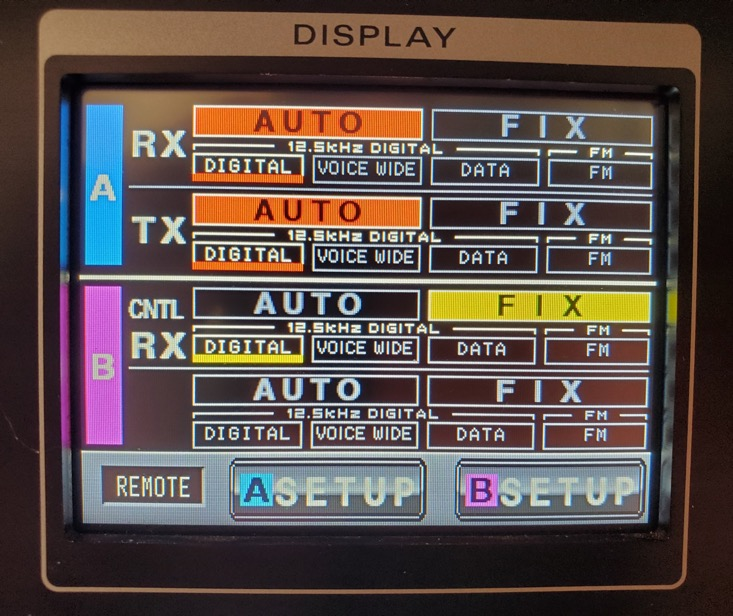 DISPLAY
A
RX
AUTO FIX
12.5kHz DIGITAL FM
DIGITAL VOICE WIDE DATA FM
TX
AUTO FIX
12.5kHz DIGITAL FM
DIGITAL VOICE WIDE DATA FM
B
CNTL
RX
AUTO FIX
12.5kHz DIGITAL FM
DIGITAL VOICE WIDE DATA FM
AUTO FIX
12.5kHz DIGITAL FM
DIGITAL VOICE WIDE DATA FM
REMOTE A SETUP B SETUP